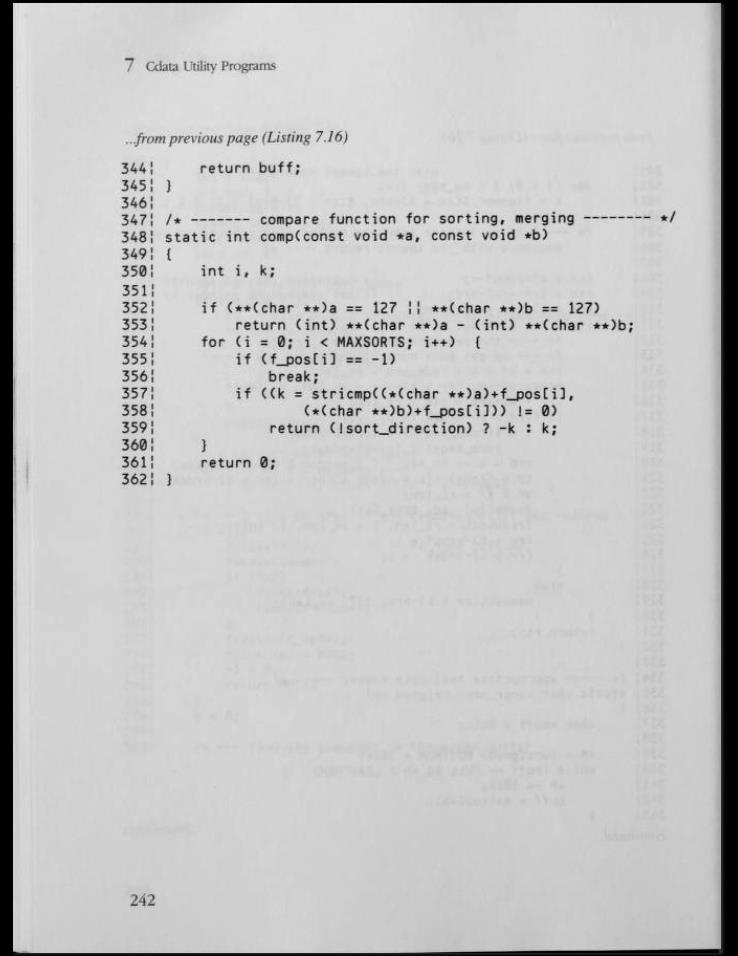 7 Cdata Utility Programs
...from previous page (Listing 7.16)
344¦     return buff;
345¦ }
346¦
347¦ /* ------- compare function for sorting, merging -------- */
348¦ static int comp(const void *a, const void *b)
349¦ {
350¦     int i, k;
351¦
352¦     if (**(char **)a == 127 ¦¦ **(char **)b == 127)
353¦         return (int) **(char **)a - (int) **(char **)b;
354¦     for (i = 0; i < MAXSORTS; i++)  {
355¦         if (f_pos[i] == -1)
356¦             break;
357¦         if ((k = stricmp((*(char **)a)+f_pos[i],
358¦                 (*(char **)b)+f_pos[i])) != 0)
359¦             return (!sort_direction) ? -k : k;
360¦     }
361¦     return 0;
362¦ }
242